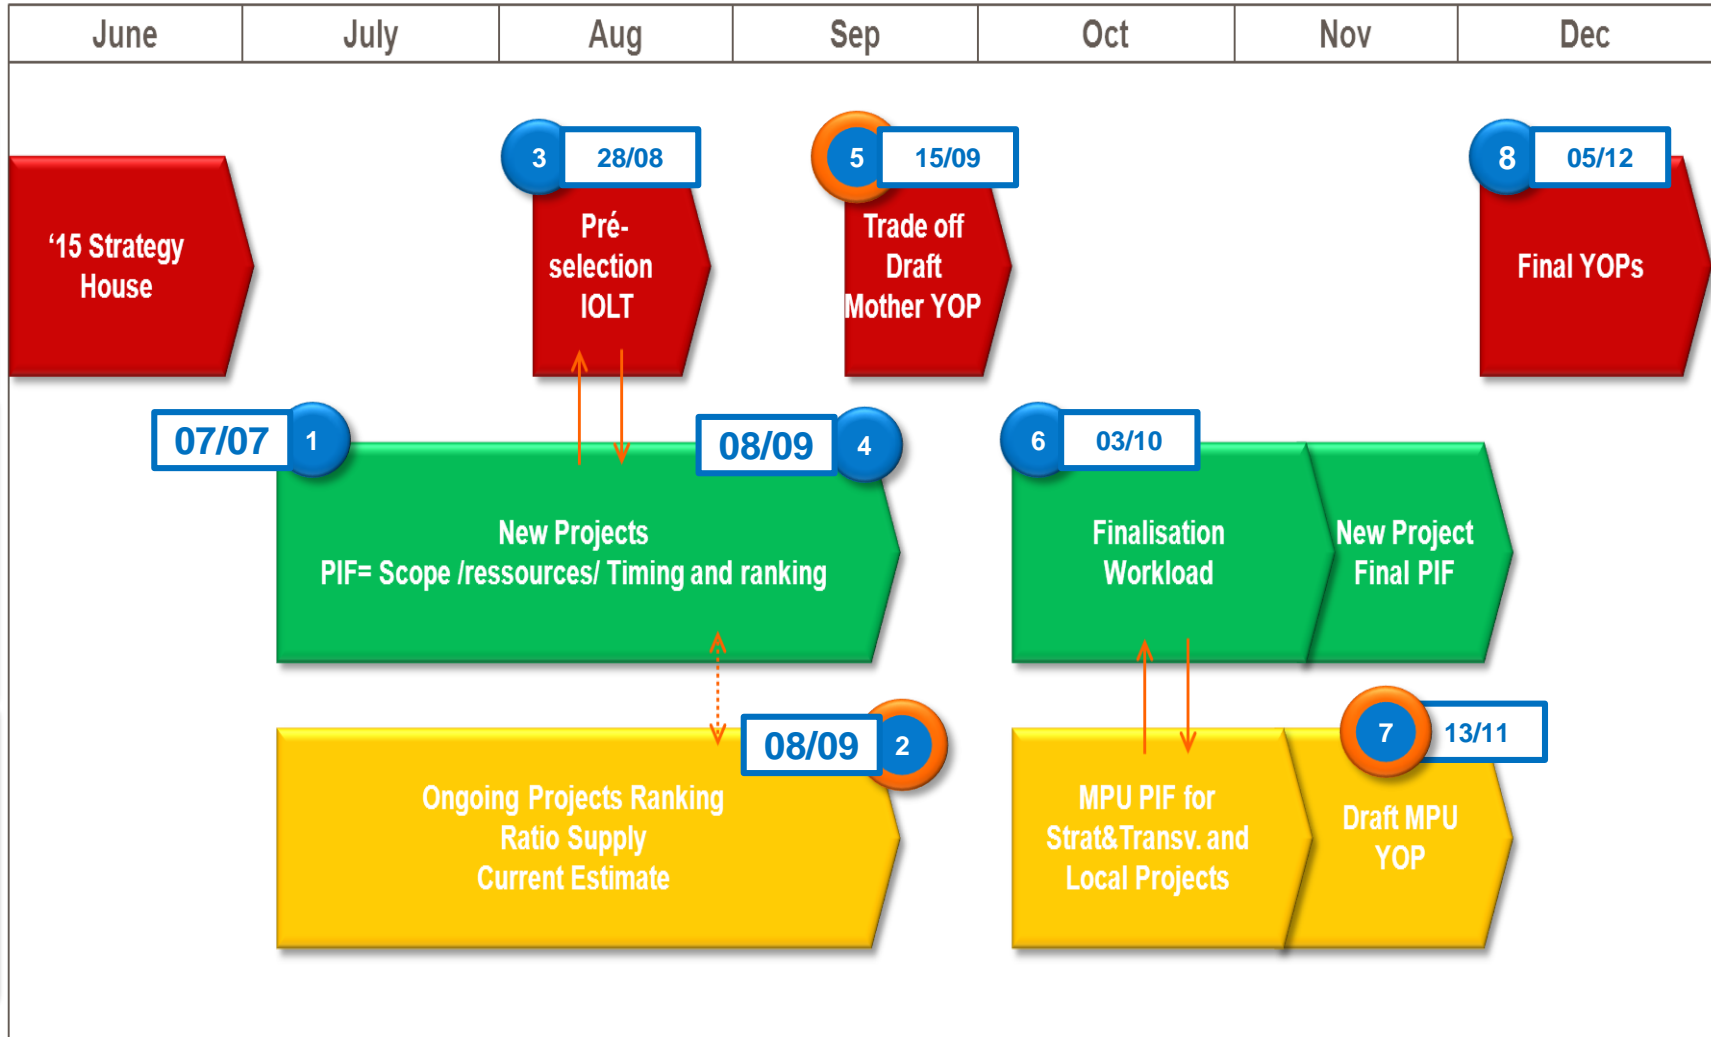 June July Aug Sep Oct Nov Dec
3 28/08
5 15/09
8 05/12
‘15 Strategy
House
Pré-
selection
IOLT
Trade off
Draft
Mother YOP
Final YOPs
07/07 1
08/09 4
6 03/10
New Projects
PIF= Scope /ressources/ Timing and ranking
Finalisation
Workload
New Project
Final PIF
08/09 2
7 13/11
Ongoing Projects Ranking
Ratio Supply
Current Estimate
MPU PIF for
Strat&Transv. and
Local Projects
Draft MPU
YOP